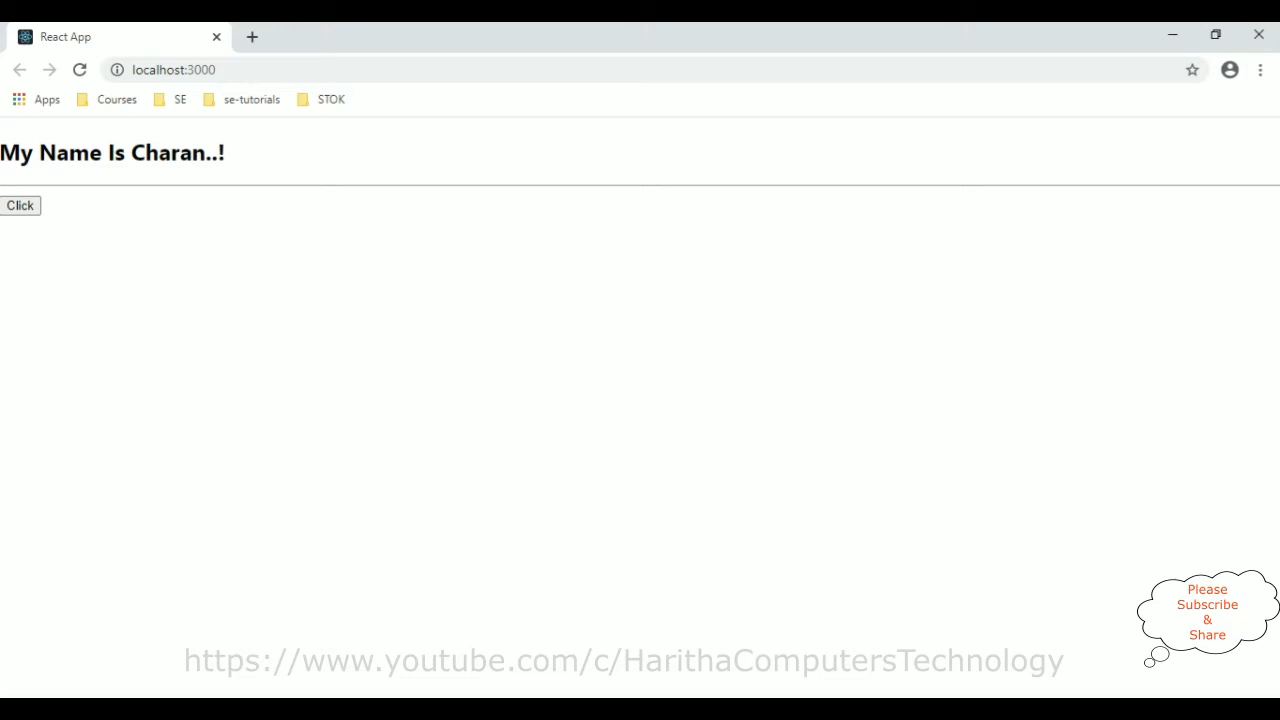 React App
localhost:3000
Apps Courses SE se-tutorials STOK
My Name Is Charan..!
Click
Please
Subscribe
&
Share
https://www.youtube.com/c/HarithaComputersTechnology